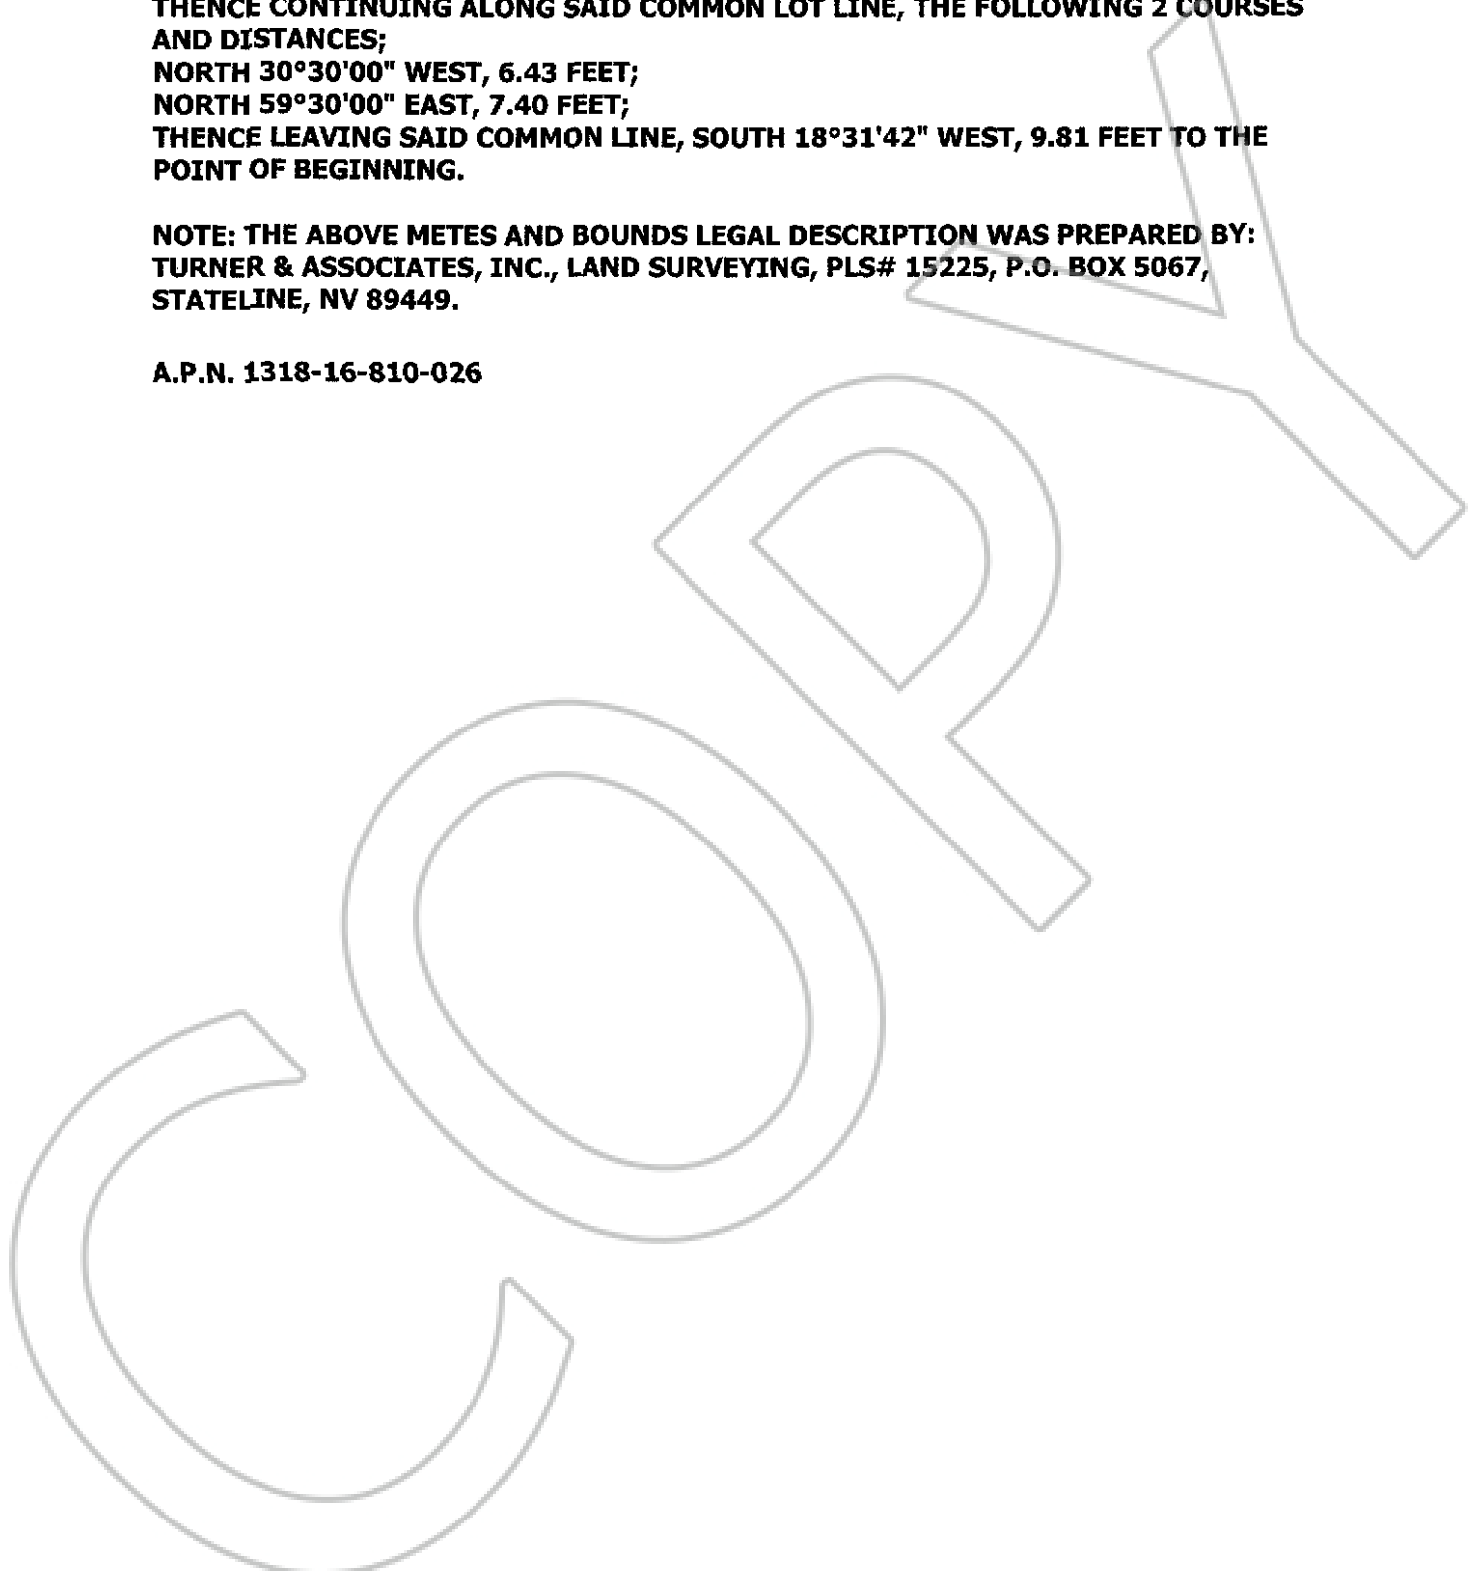 THENCE CONTINUING ALONG SAID COMMON LOT LINE, THE FOLLOWING 2 COURSES
AND DISTANCES;
NORTH 30°30'00" WEST, 6.43 FEET;
NORTH 59°30'00" EAST, 7.40 FEET;
THENCE LEAVING SAID COMMON LINE, SOUTH 18°31'42" WEST, 9.81 FEET TO THE
POINT OF BEGINNING.
NOTE: THE ABOVE METES AND BOUNDS LEGAL DESCRIPTION WAS PREPARED BY:
TURNER & ASSOCIATES, INC., LAND SURVEYING, PLS# 15225, P.O. BOX 5067,
STATELINE, NV 89449.
A.P.N. 1318-16-810-026
COPY